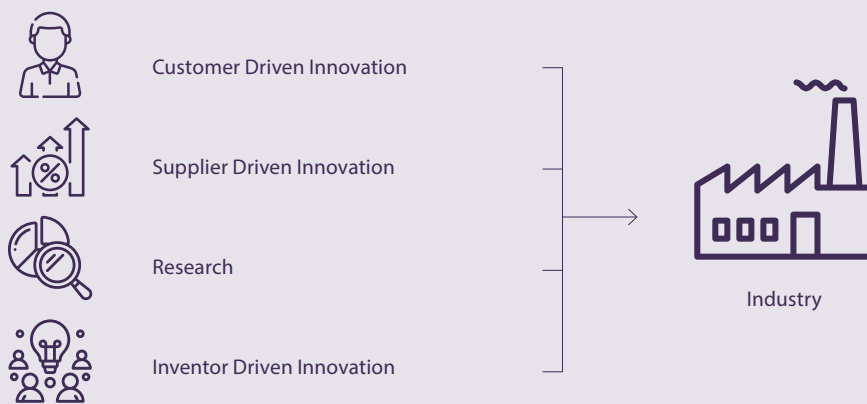 Customer Driven Innovation
Supplier Driven Innovation
%
Research
Industry
Inventor Driven Innovation